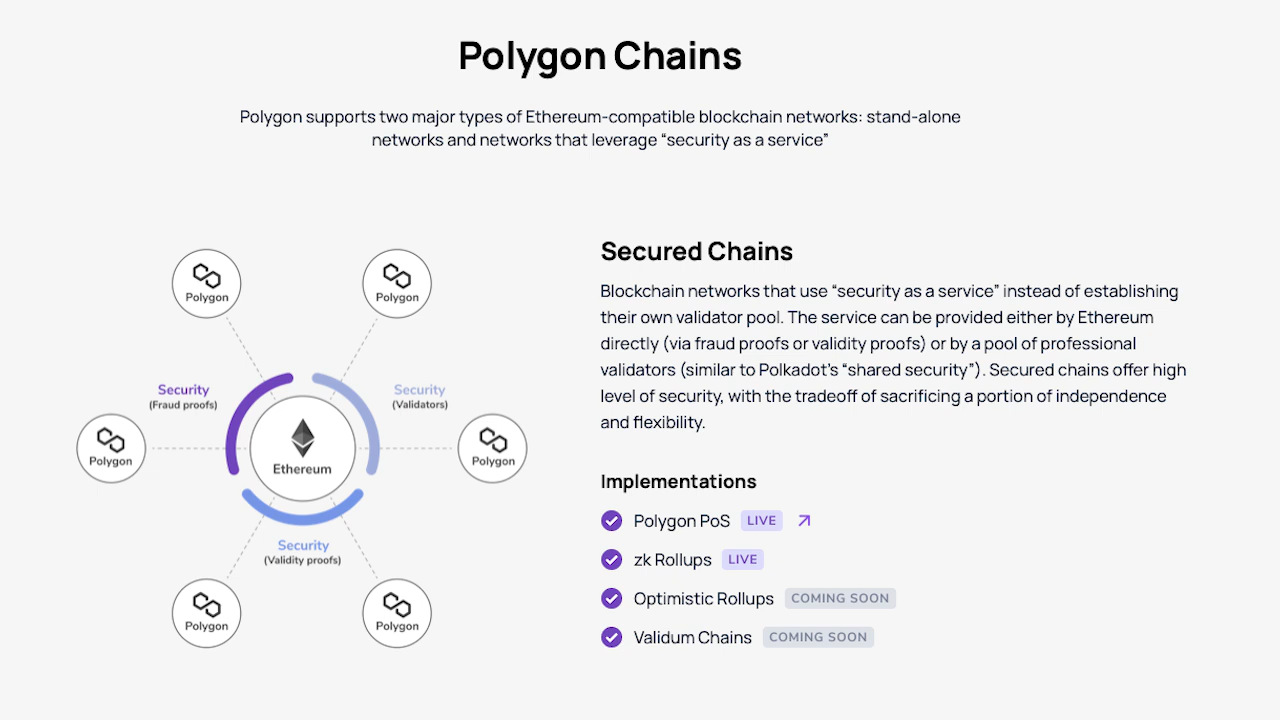 Polygon Chains
Polygon supports two major types of Ethereum-compatible blockchain networks: stand-alone
networks and networks that leverage “security as a service”
Polygon
Polygon
Security
(Fraud proofs)
Security
(Validators)
Polygon
Ethereum
Polygon
Security
(Validity proofs)
Polygon
Polygon
Secured Chains
Blockchain networks that use “security as a service” instead of establishing
their own validator pool. The service can be provided either by Ethereum
directly (via fraud proofs or validity proofs) or by a pool of professional
validators (similar to Polkadot’s “shared security”). Secured chains offer high
level of security, with the tradeoff of sacrificing a portion of independence
and flexibility.
Implementations
Polygon PoS LIVE
zk Rollups LIVE
Optimistic Rollups COMING SOON
Validum Chains COMING SOON